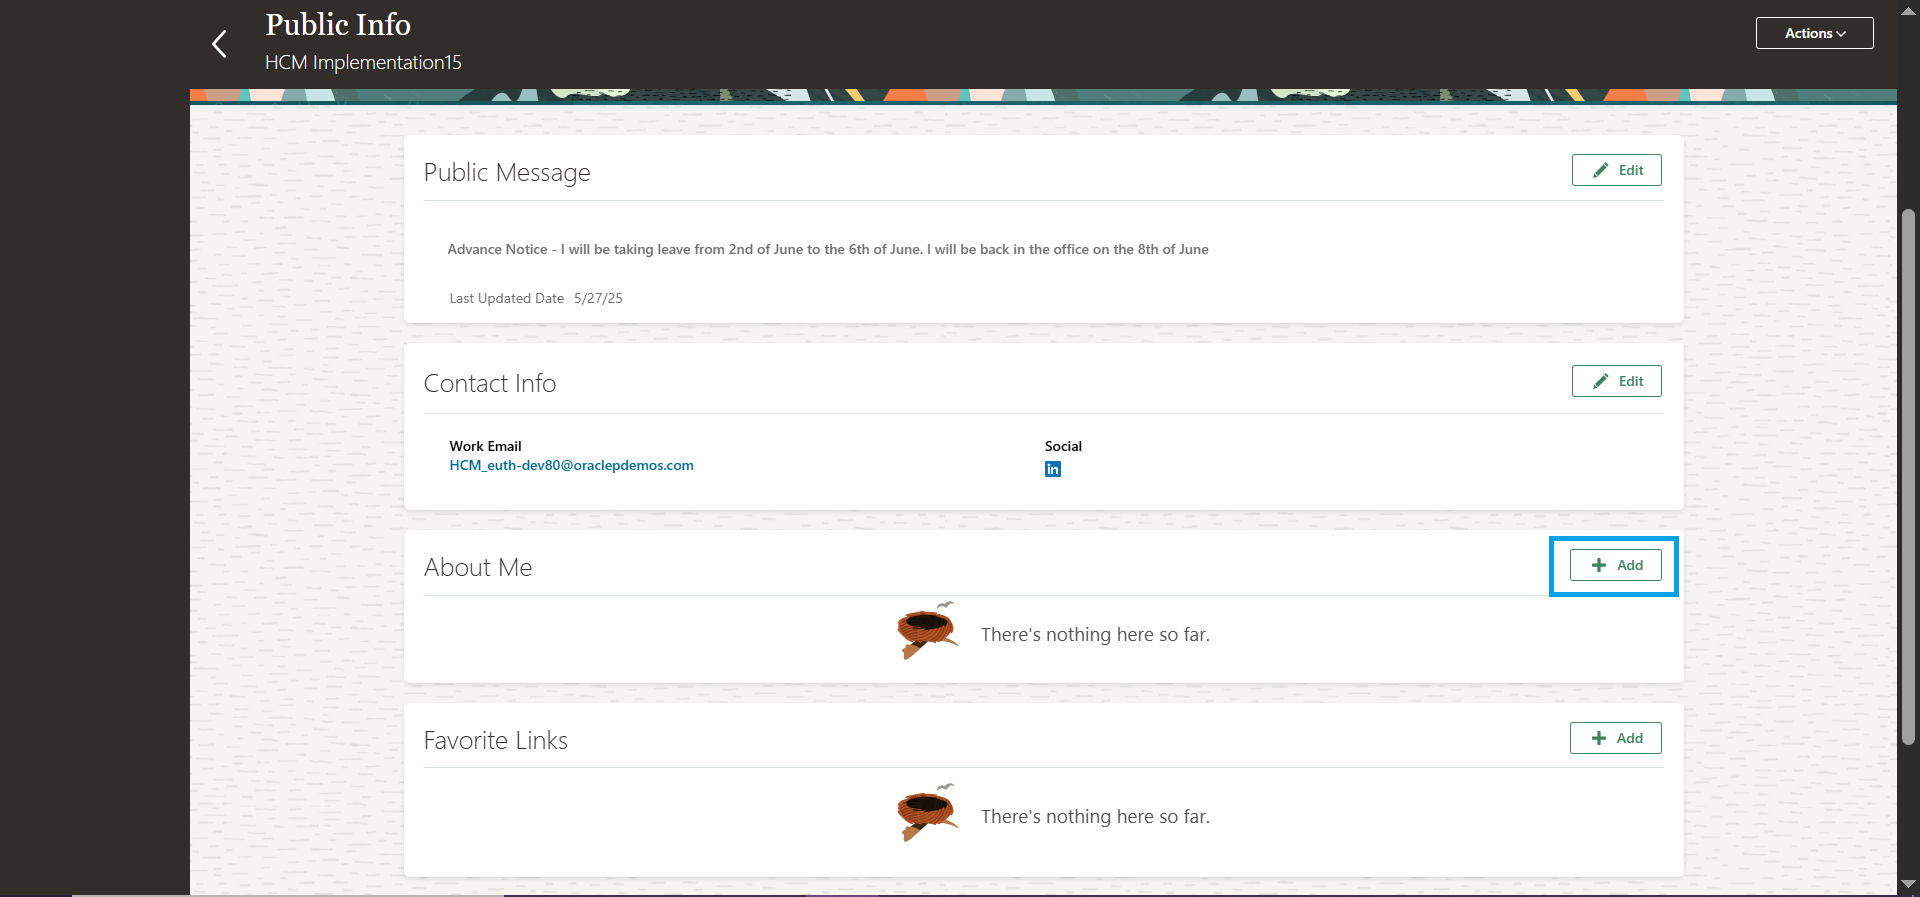 Public Info
HCM Implementation15
Actions
Public Message
Edit
Advance Notice - I will be taking leave from 2nd of June to the 6th of June. I will be back in the office on the 8th of June
Last Updated Date 5/27/25
Contact Info
Edit
Work Email
Social
HCM_euth-dev80@oraclepdemos.com
in
About Me
Add
There's nothing here so far.
Favorite Links
Add
There's nothing here so far.